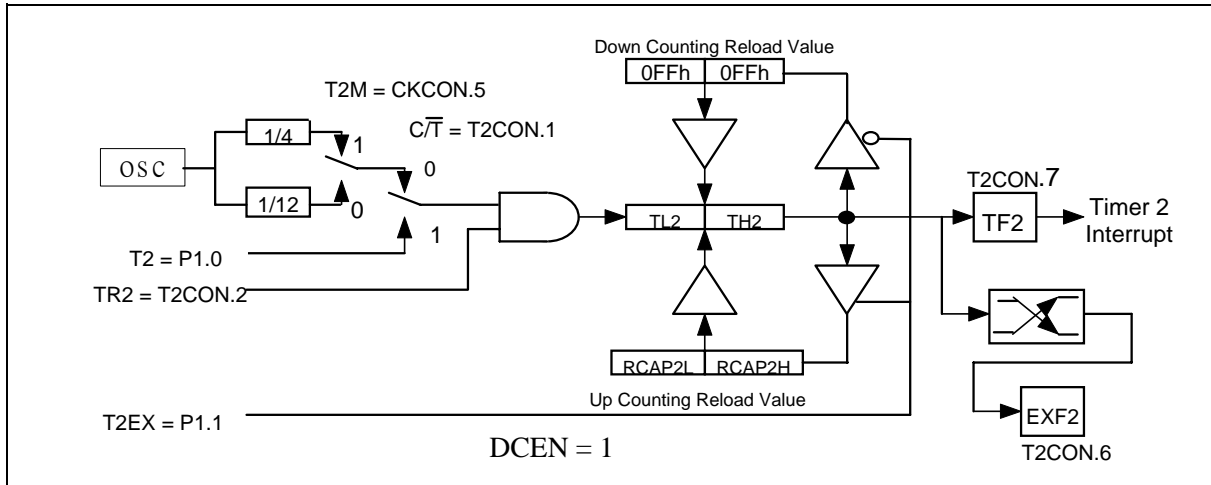 Down Counting Reload Value
0FFh 0FFh
T2M = CKCON.5
C/T̅ = T2CON.1
1/4
1
OSC
0
1/12
0
T2CON.7
TL2 TH2
TF2
Timer 2
Interrupt
1
T2 = P1.0
TR2 = T2CON.2
RCAP2L RCAP2H
Up Counting Reload Value
T2EX = P1.1
EXF2
DCEN = 1
T2CON.6